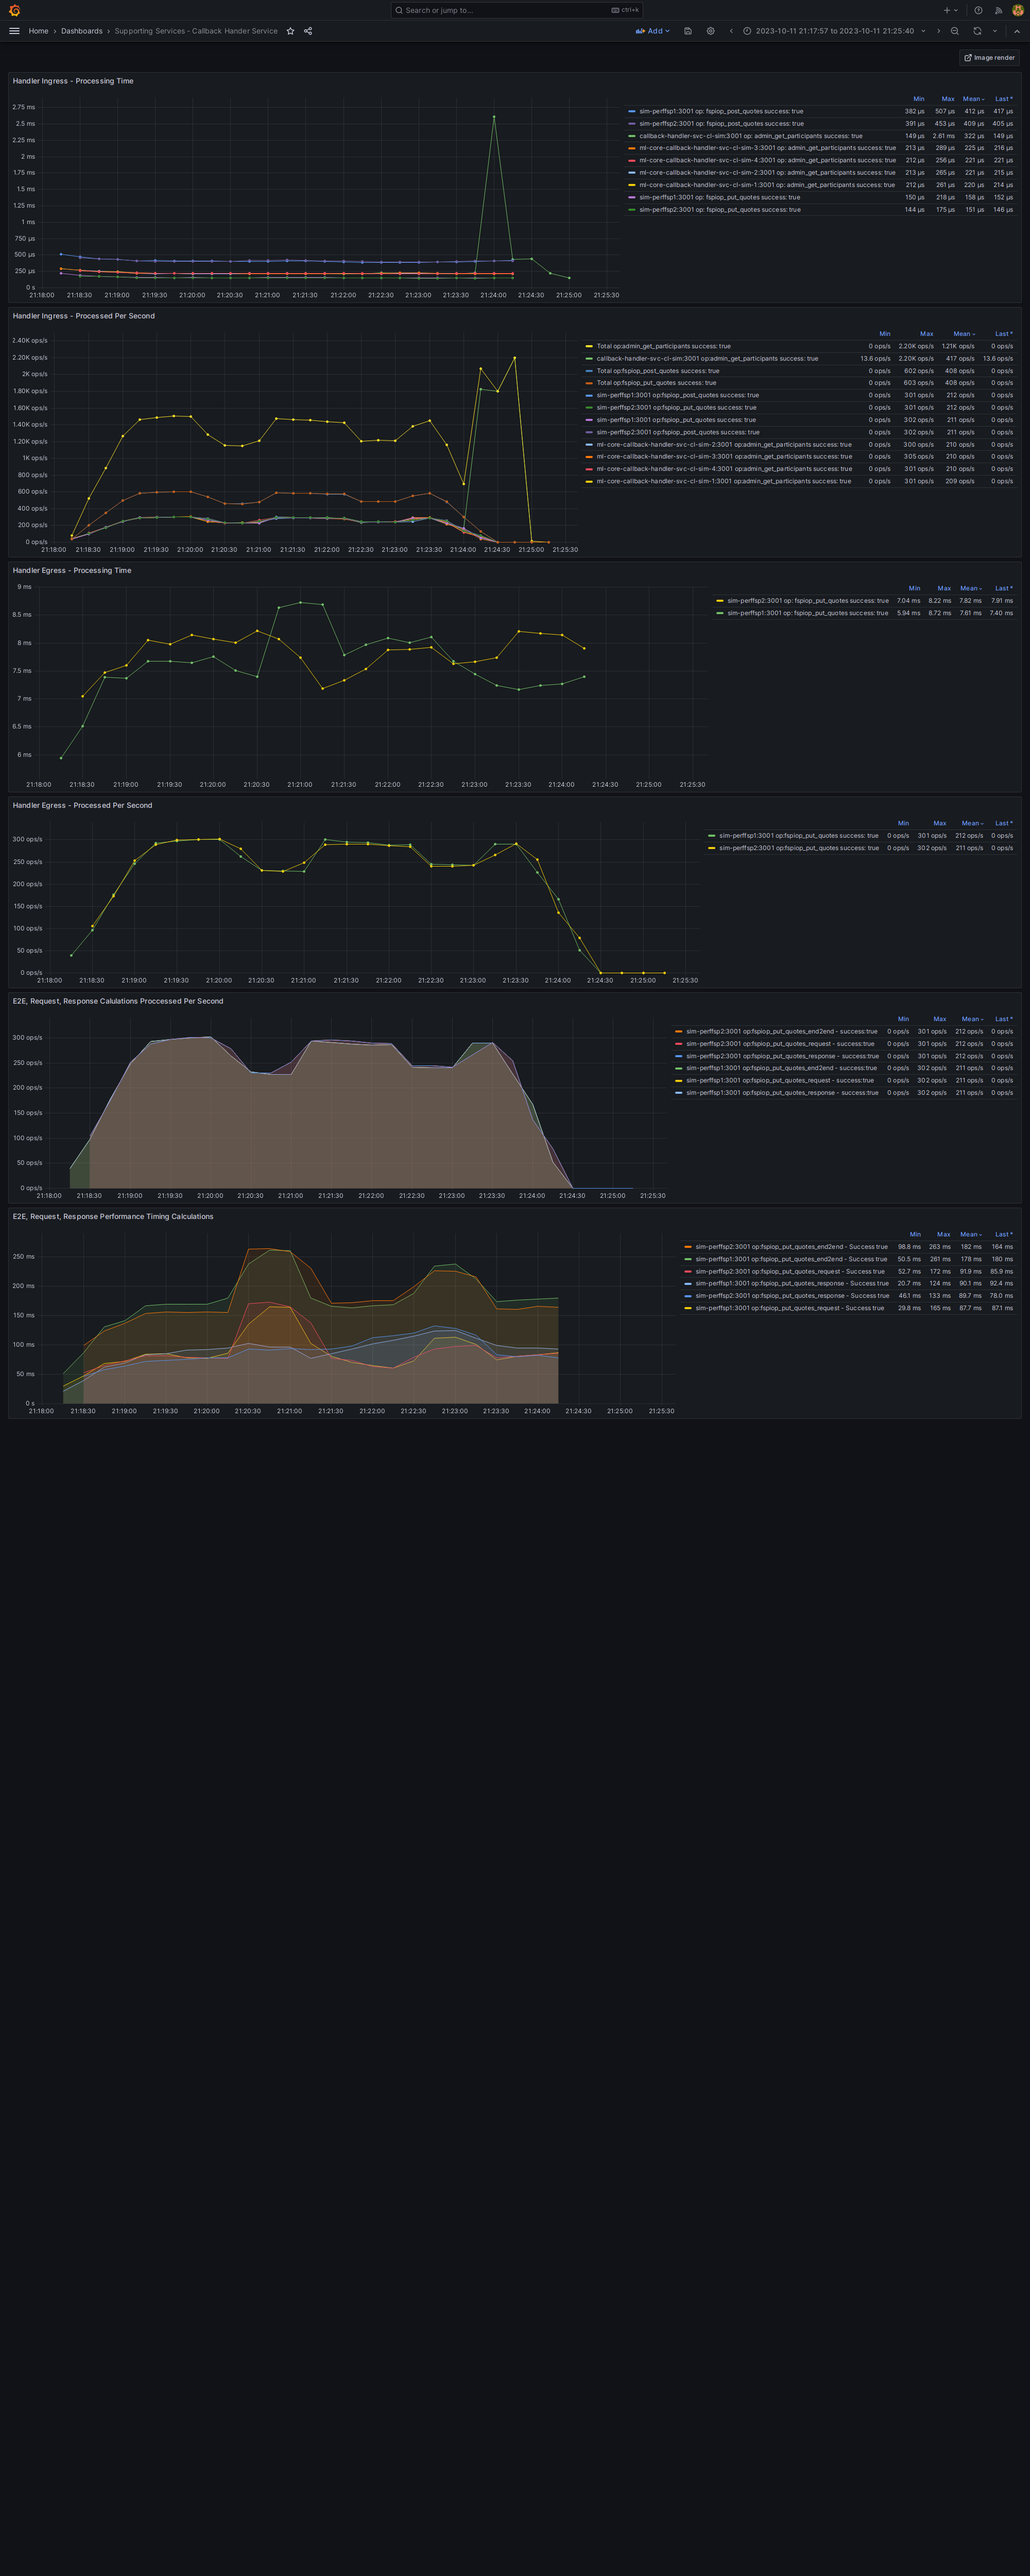 Search or jump to...
ctrl+k
Home
Dashboards
Supporting Services - Callback Hander Service
Add
2023-10-11 21:17:57 to 2023-10-11 21:25:40
Image render
Handler Ingress - Processing Time
2.75 ms
2.5 ms
2.25 ms
2 ms
1.75 ms
1.5 ms
1.25 ms
1 ms
750 µs
500 µs
250 µs
0 s
21:18:00 21:18:30 21:19:00 21:19:30 21:20:00 21:20:30 21:21:00 21:21:30 21:22:00 21:22:30 21:23:00 21:23:30 21:24:00 21:24:30 21:25:00 21:25:30
Min Max Mean Last *
sim-perffsp1:3001 op: fspiop_post_quotes success: true 382 µs 507 µs 412 µs 417 µs
sim-perffsp2:3001 op: fspiop_post_quotes success: true 391 µs 453 µs 409 µs 405 µs
callback-handler-svc-cl-sim:3001 op: admin_get_participants success: true 149 µs 2.61 ms 322 µs 149 µs
ml-core-callback-handler-svc-cl-sim-3:3001 op: admin_get_participants success: true 213 µs 289 µs 225 µs 216 µs
ml-core-callback-handler-svc-cl-sim-4:3001 op: admin_get_participants success: true 212 µs 256 µs 221 µs 221 µs
ml-core-callback-handler-svc-cl-sim-2:3001 op: admin_get_participants success: true 213 µs 265 µs 221 µs 215 µs
ml-core-callback-handler-svc-cl-sim-1:3001 op: admin_get_participants success: true 212 µs 261 µs 220 µs 214 µs
sim-perffsp1:3001 op: fspiop_put_quotes success: true 150 µs 218 µs 158 µs 152 µs
sim-perffsp2:3001 op: fspiop_put_quotes success: true 144 µs 175 µs 151 µs 146 µs
Handler Ingress - Processed Per Second
2.40K ops/s
2.20K ops/s
2K ops/s
1.80K ops/s
1.60K ops/s
1.40K ops/s
1.20K ops/s
1K ops/s
800 ops/s
600 ops/s
400 ops/s
200 ops/s
0 ops/s
21:18:00 21:18:30 21:19:00 21:19:30 21:20:00 21:20:30 21:21:00 21:21:30 21:22:00 21:22:30 21:23:00 21:23:30 21:24:00 21:24:30 21:25:00 21:25:30
Min Max Mean Last *
Total op:admin_get_participants success: true 0 ops/s 2.20K ops/s 1.21K ops/s 0 ops/s
callback-handler-svc-cl-sim:3001 op:admin_get_participants success: true 13.6 ops/s 2.20K ops/s 417 ops/s 13.6 ops/s
Total op:fspiop_post_quotes success: true 0 ops/s 602 ops/s 408 ops/s 0 ops/s
Total op:fspiop_put_quotes success: true 0 ops/s 603 ops/s 408 ops/s 0 ops/s
sim-perffsp1:3001 op:fspiop_post_quotes success: true 0 ops/s 301 ops/s 212 ops/s 0 ops/s
sim-perffsp2:3001 op:fspiop_put_quotes success: true 0 ops/s 301 ops/s 212 ops/s 0 ops/s
sim-perffsp1:3001 op:fspiop_put_quotes success: true 0 ops/s 302 ops/s 211 ops/s 0 ops/s
sim-perffsp2:3001 op:fspiop_post_quotes success: true 0 ops/s 302 ops/s 211 ops/s 0 ops/s
ml-core-callback-handler-svc-cl-sim-2:3001 op:admin_get_participants success: true 0 ops/s 300 ops/s 210 ops/s 0 ops/s
ml-core-callback-handler-svc-cl-sim-3:3001 op:admin_get_participants success: true 0 ops/s 305 ops/s 210 ops/s 0 ops/s
ml-core-callback-handler-svc-cl-sim-4:3001 op:admin_get_participants success: true 0 ops/s 301 ops/s 210 ops/s 0 ops/s
ml-core-callback-handler-svc-cl-sim-1:3001 op:admin_get_participants success: true 0 ops/s 301 ops/s 209 ops/s 0 ops/s
Handler Egress - Processing Time
9 ms
8.5 ms
8 ms
7.5 ms
7 ms
6.5 ms
6 ms
21:18:00 21:18:30 21:19:00 21:19:30 21:20:00 21:20:30 21:21:00 21:21:30 21:22:00 21:22:30 21:23:00 21:23:30 21:24:00 21:24:30 21:25:00 21:25:30
Min Max Mean Last *
sim-perffsp2:3001 op: fspiop_put_quotes success: true 7.04 ms 8.22 ms 7.82 ms 7.91 ms
sim-perffsp1:3001 op: fspiop_put_quotes success: true 5.94 ms 8.72 ms 7.61 ms 7.40 ms
Handler Egress - Processed Per Second
300 ops/s
250 ops/s
200 ops/s
150 ops/s
100 ops/s
50 ops/s
0 ops/s
21:18:00 21:18:30 21:19:00 21:19:30 21:20:00 21:20:30 21:21:00 21:21:30 21:22:00 21:22:30 21:23:00 21:23:30 21:24:00 21:24:30 21:25:00 21:25:30
Min Max Mean Last *
sim-perffsp1:3001 op:fspiop_put_quotes success: true 0 ops/s 301 ops/s 212 ops/s 0 ops/s
sim-perffsp2:3001 op:fspiop_put_quotes success: true 0 ops/s 302 ops/s 211 ops/s 0 ops/s
E2E, Request, Response Calulations Proccessed Per Second
300 ops/s
250 ops/s
200 ops/s
150 ops/s
100 ops/s
50 ops/s
0 ops/s
21:18:00 21:18:30 21:19:00 21:19:30 21:20:00 21:20:30 21:21:00 21:21:30 21:22:00 21:22:30 21:23:00 21:23:30 21:24:00 21:24:30 21:25:00 21:25:30
Min Max Mean Last *
sim-perffsp2:3001 op:fspiop_put_quotes_end2end - success:true 0 ops/s 301 ops/s 212 ops/s 0 ops/s
sim-perffsp2:3001 op:fspiop_put_quotes_request - success:true 0 ops/s 301 ops/s 212 ops/s 0 ops/s
sim-perffsp2:3001 op:fspiop_put_quotes_response - success:true 0 ops/s 301 ops/s 212 ops/s 0 ops/s
sim-perffsp1:3001 op:fspiop_put_quotes_end2end - success:true 0 ops/s 302 ops/s 211 ops/s 0 ops/s
sim-perffsp1:3001 op:fspiop_put_quotes_request - success:true 0 ops/s 302 ops/s 211 ops/s 0 ops/s
sim-perffsp1:3001 op:fspiop_put_quotes_response - success:true 0 ops/s 302 ops/s 211 ops/s 0 ops/s
E2E, Request, Response Performance Timing Calculations
250 ms
200 ms
150 ms
100 ms
50 ms
0 s
21:18:00 21:18:30 21:19:00 21:19:30 21:20:00 21:20:30 21:21:00 21:21:30 21:22:00 21:22:30 21:23:00 21:23:30 21:24:00 21:24:30 21:25:00 21:25:30
Min Max Mean Last *
sim-perffsp2:3001 op:fspiop_put_quotes_end2end - Success true 98.8 ms 263 ms 182 ms 164 ms
sim-perffsp1:3001 op:fspiop_put_quotes_end2end - Success true 50.5 ms 261 ms 178 ms 180 ms
sim-perffsp2:3001 op:fspiop_put_quotes_request - Success true 52.7 ms 172 ms 91.9 ms 85.9 ms
sim-perffsp1:3001 op:fspiop_put_quotes_response - Success true 20.7 ms 124 ms 90.1 ms 92.4 ms
sim-perffsp2:3001 op:fspiop_put_quotes_response - Success true 46.1 ms 133 ms 89.7 ms 78.0 ms
sim-perffsp1:3001 op:fspiop_put_quotes_request - Success true 29.8 ms 165 ms 87.7 ms 87.1 ms